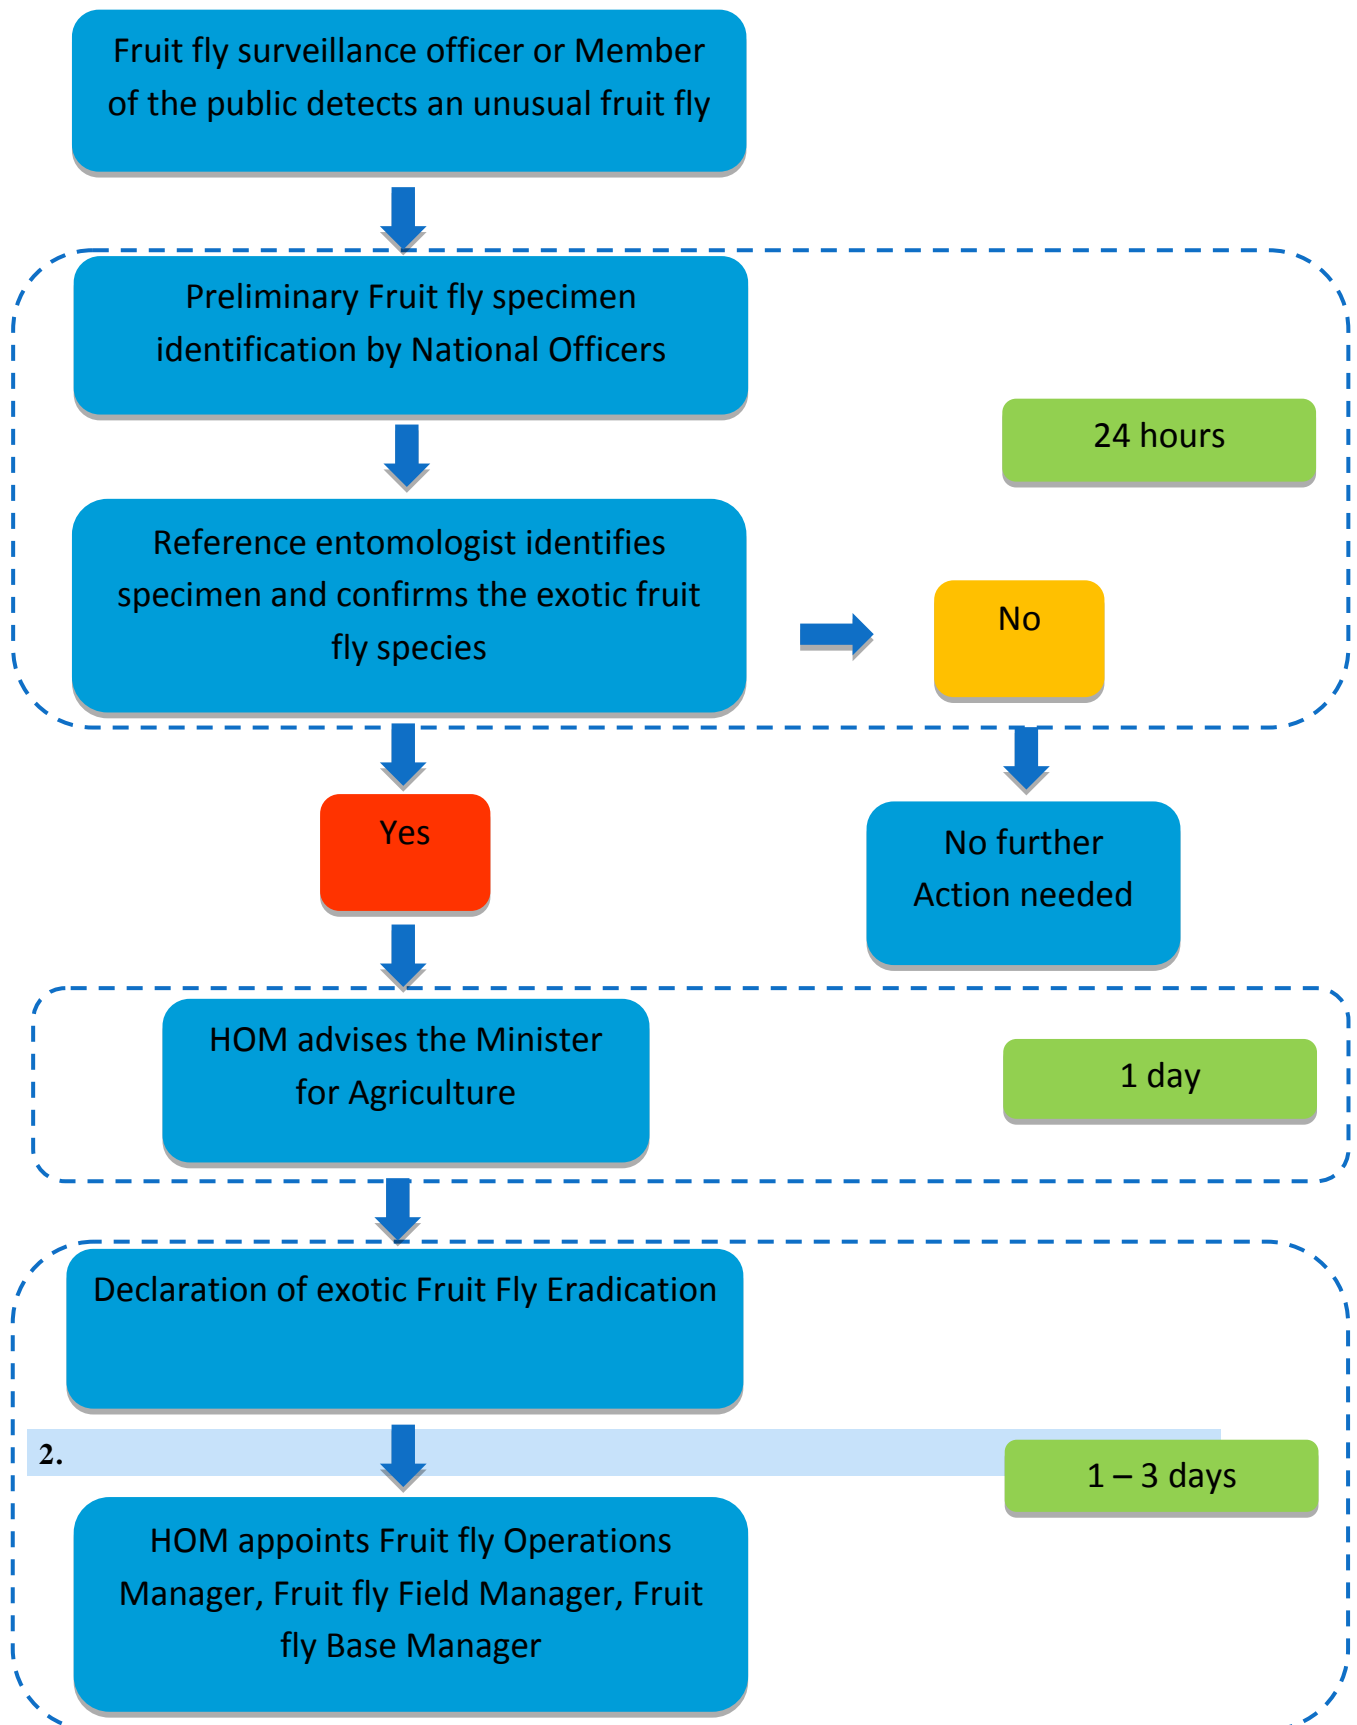 Fruit fly surveillance officer or Member
of the public detects an unusual fruit fly
Preliminary Fruit fly specimen
identification by National Officers
24 hours
Reference entomologist identifies
specimen and confirms the exotic fruit
fly species
No
Yes
No further
Action needed
HOM advises the Minister
for Agriculture
1 day
Declaration of exotic Fruit Fly Eradication
2.
1 – 3 days
HOM appoints Fruit fly Operations
Manager, Fruit fly Field Manager, Fruit
fly Base Manager